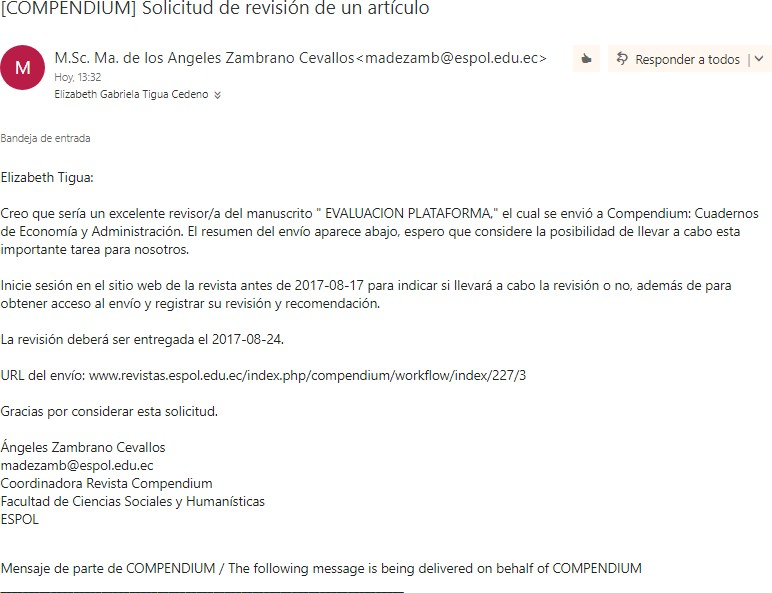 [COMPENDIUM] Solicitud de revisión de un artículo
M
M.Sc. Ma. de los Angeles Zambrano Cevallos<madezamb@espol.edu.ec>
Responder a todos
Hoy, 13:32
Elizabeth Gabriela Tigua Cedeno
Bandeja de entrada
Elizabeth Tigua:
Creo que sería un excelente revisor/a del manuscrito " EVALUACION PLATAFORMA," el cual se envió a Compendium: Cuadernos
de Economía y Administración. El resumen del envío aparece abajo, espero que considere la posibilidad de llevar a cabo esta
importante tarea para nosotros.
Inicie sesión en el sitio web de la revista antes de 2017-08-17 para indicar si llevará a cabo la revisión o no, además de para
obtener acceso al envío y registrar su revisión y recomendación.
La revisión deberá ser entregada el 2017-08-24.
URL del envío: www.revistas.espol.edu.ec/index.php/compendium/workflow/index/227/3
Gracias por considerar esta solicitud.
Ángeles Zambrano Cevallos
madezamb@espol.edu.ec
Coordinadora Revista Compendium
Facultad de Ciencias Sociales y Humanísticas
ESPOL
Mensaje de parte de COMPENDIUM / The following message is being delivered on behalf of COMPENDIUM